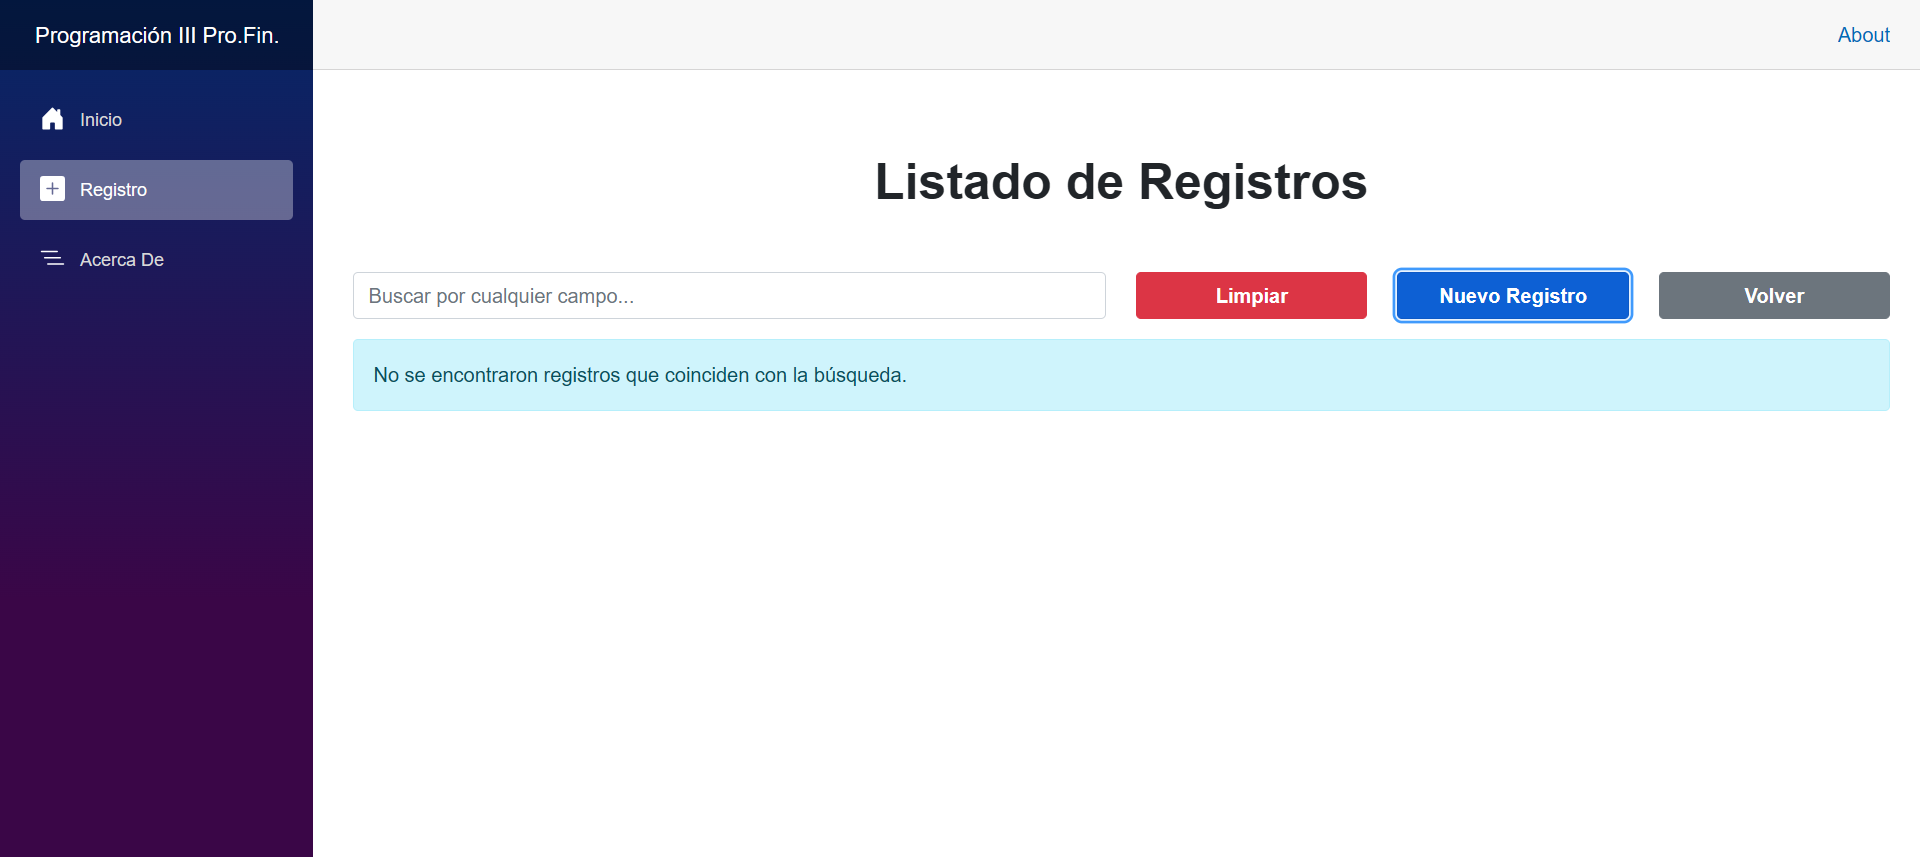 Programación III Pro.Fin.
About
Inicio
Registro
Acerca De
Listado de Registros
Buscar por cualquier campo...
Limpiar
Nuevo Registro
Volver
No se encontraron registros que coinciden con la búsqueda.